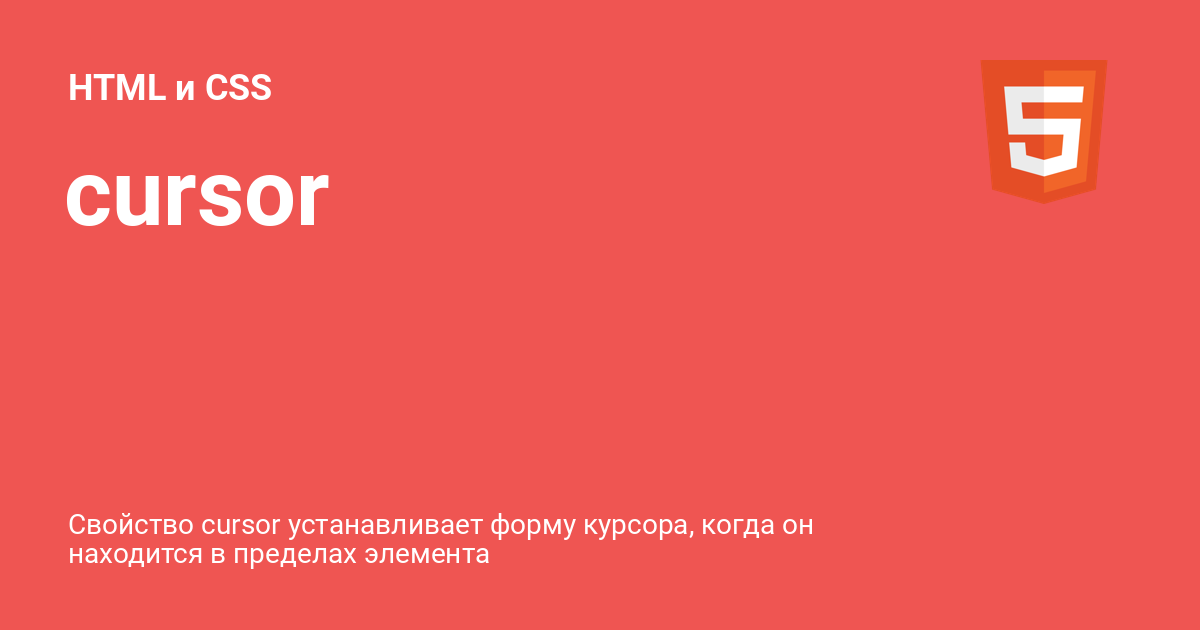 HTML и CSS
cursor
Свойство cursor устанавливает форму курсора, когда он
находится в пределах элемента
5